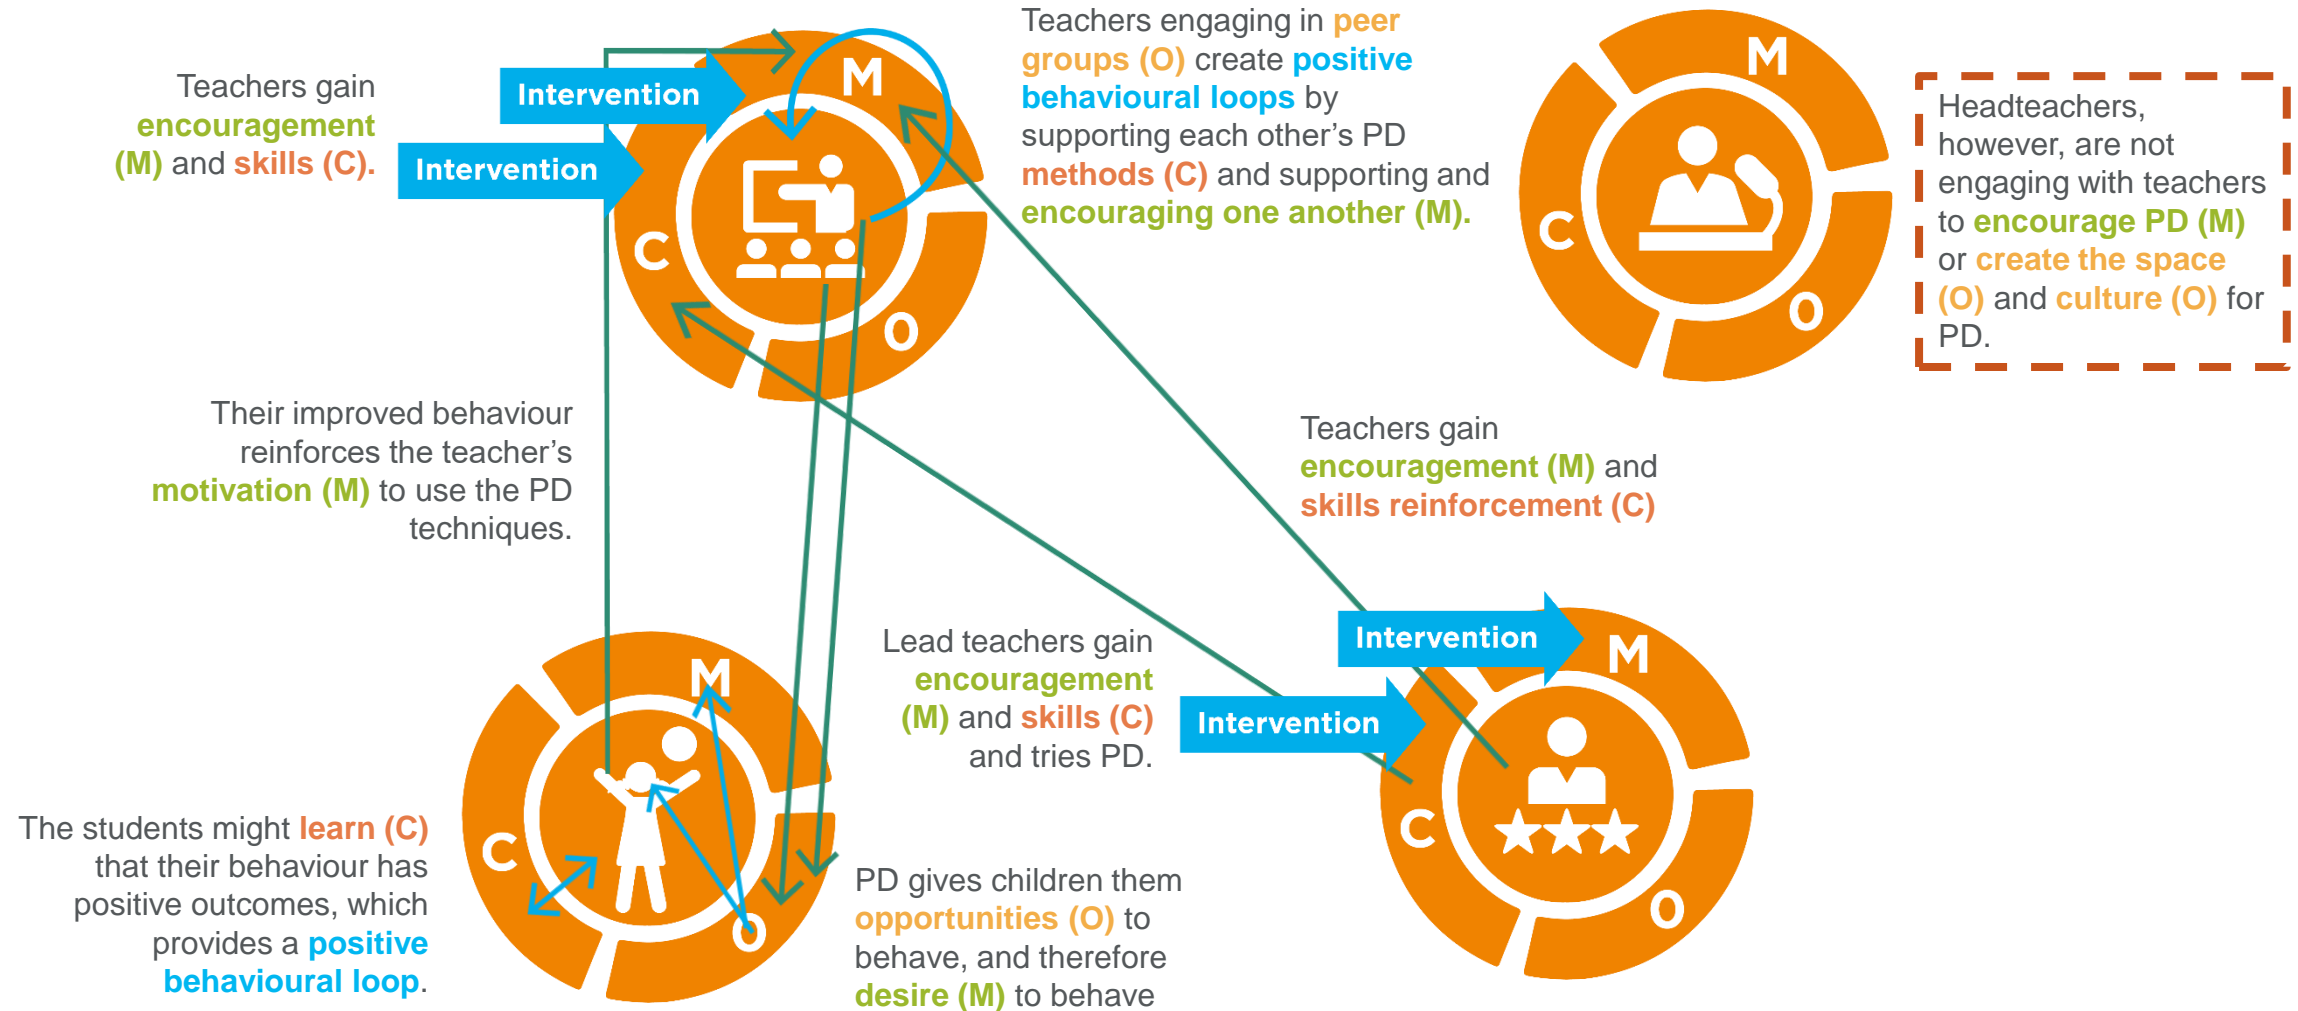 Teachers gain
encouragement
(M) and skills (C).
Intervention
Intervention
M
C
O
Teachers engaging in peer
groups (O) create positive
behavioural loops by
supporting each other’s PD
methods (C) and supporting and
encouraging one another (M).
M
C
O
Headteachers,
however, are not
engaging with teachers
to encourage PD (M)
or create the space
(O) and culture (O) for
PD.
Their improved behaviour
reinforces the teacher’s
motivation (M) to use the PD
techniques.
Teachers gain
encouragement (M) and
skills reinforcement (C)
Lead teachers gain
encouragement
(M) and skills (C)
and tries PD.
Intervention
Intervention
M
C
O
M
C
O
The students might learn (C)
that their behaviour has
positive outcomes, which
provides a positive
behavioural loop.
PD gives children them
opportunities (O) to
behave, and therefore
desire (M) to behave